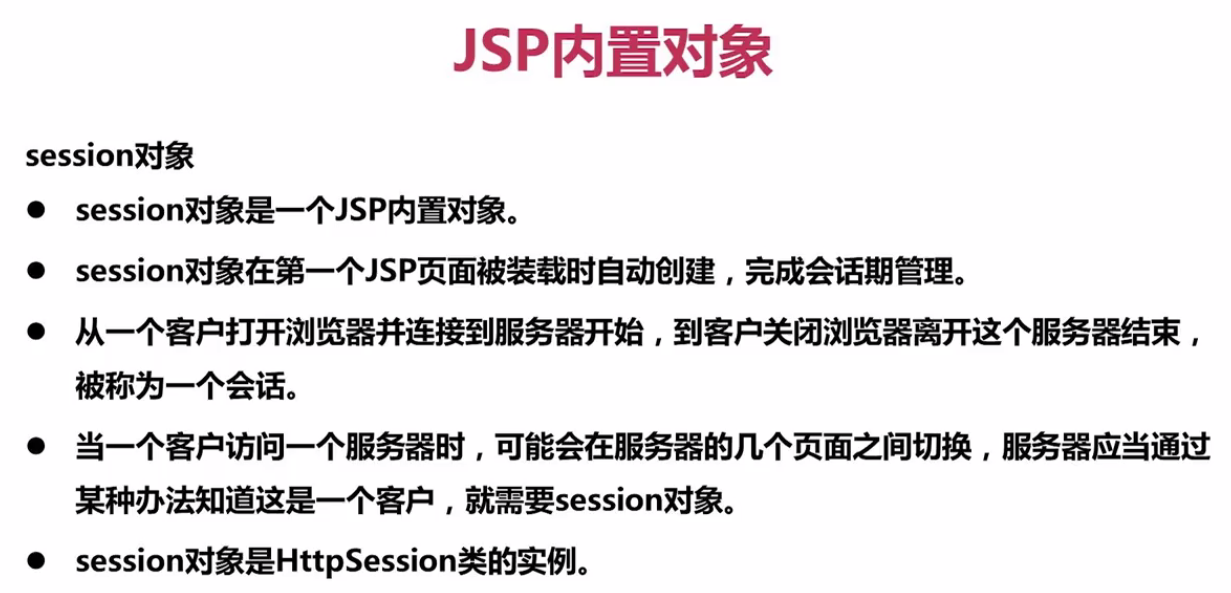 JSP内置对象
session对象
● session对象是一个JSP内置对象。
● session对象在第一个JSP页面被装载时自动创建，完成会话期管理。
● 从一个客户打开浏览器并连接到服务器开始，到客户关闭浏览器离开这个服务器结束，
被称为一个会话。
● 当一个客户访问一个服务器时，可能会在服务器的几个页面之间切换，服务器应当通过
某种办法知道这是一个客户，就需要session对象。
● session对象是HttpSession类的实例。